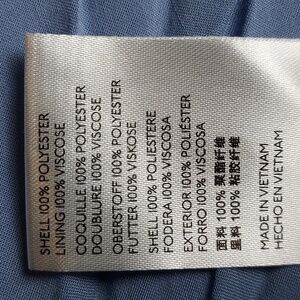 SHELL 100% POLYESTER
LINING 100% VISCOSE
COQUILLE 100% POLYESTER
DOUBLURE 100% VISCOSE
OBERSTOFF 100% POLYESTER
FUTTER 100% VISKOSE
SHELL 100% POLIESTERE
FODERA 100% VISCOSA
EXTERIOR 100% POLIÉSTER
FORRO 100% VISCOSA
面料 100% 聚酯纤维
里料 100% 粘胶纤维
MADE IN VIETNAM
HECHO EN VIETNAM